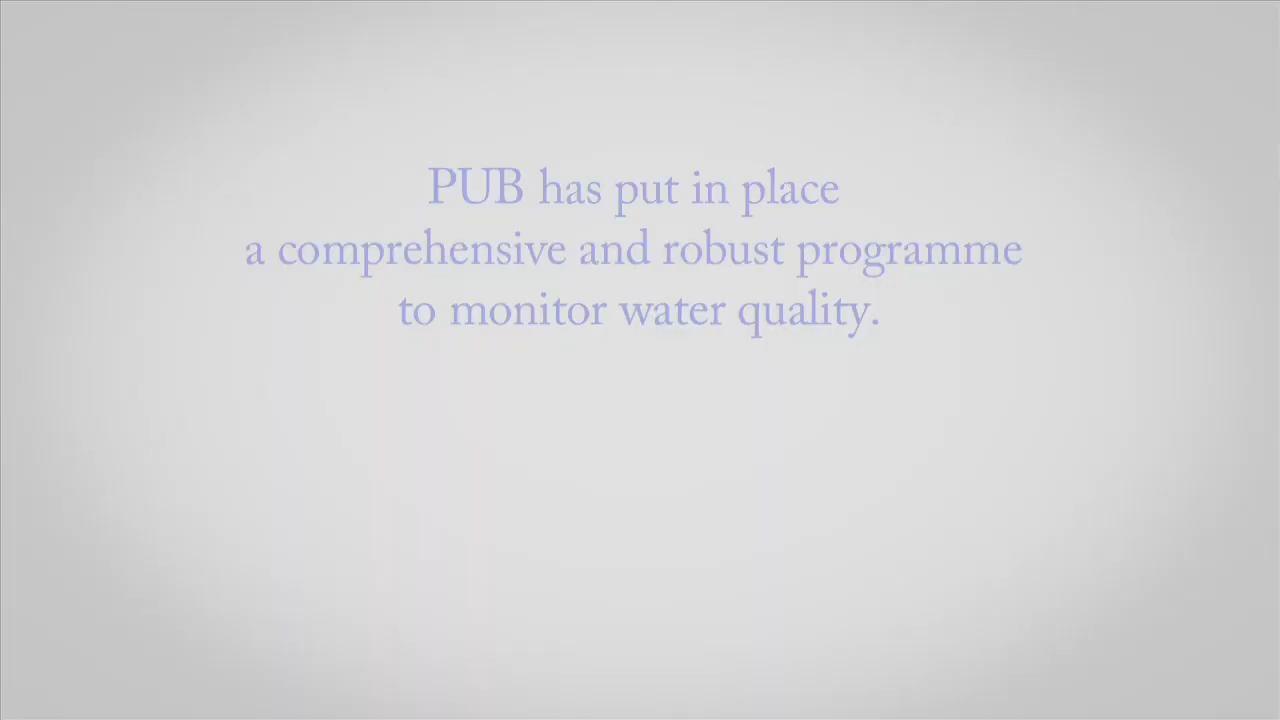 PUB has put in place
a comprehensive and robust programme
to monitor water quality.